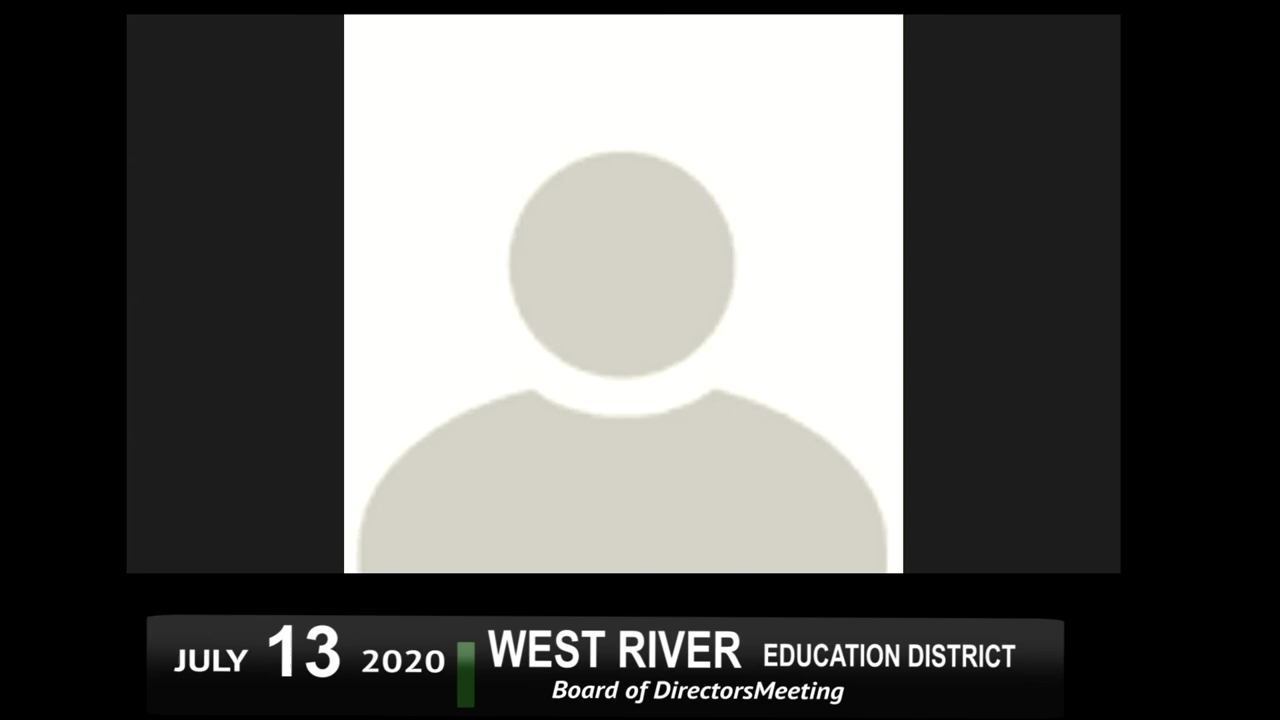 JULY 13 2020 WEST RIVER EDUCATION DISTRICT
Board of DirectorsMeeting